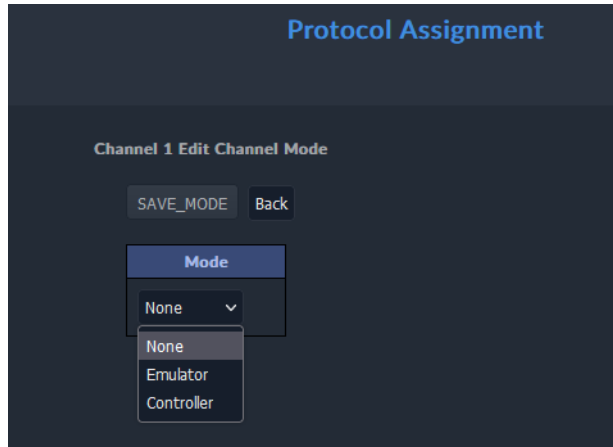 Protocol Assignment
Channel 1 Edit Channel Mode
SAVE_MODE Back
Mode
None
None
Emulator
Controller